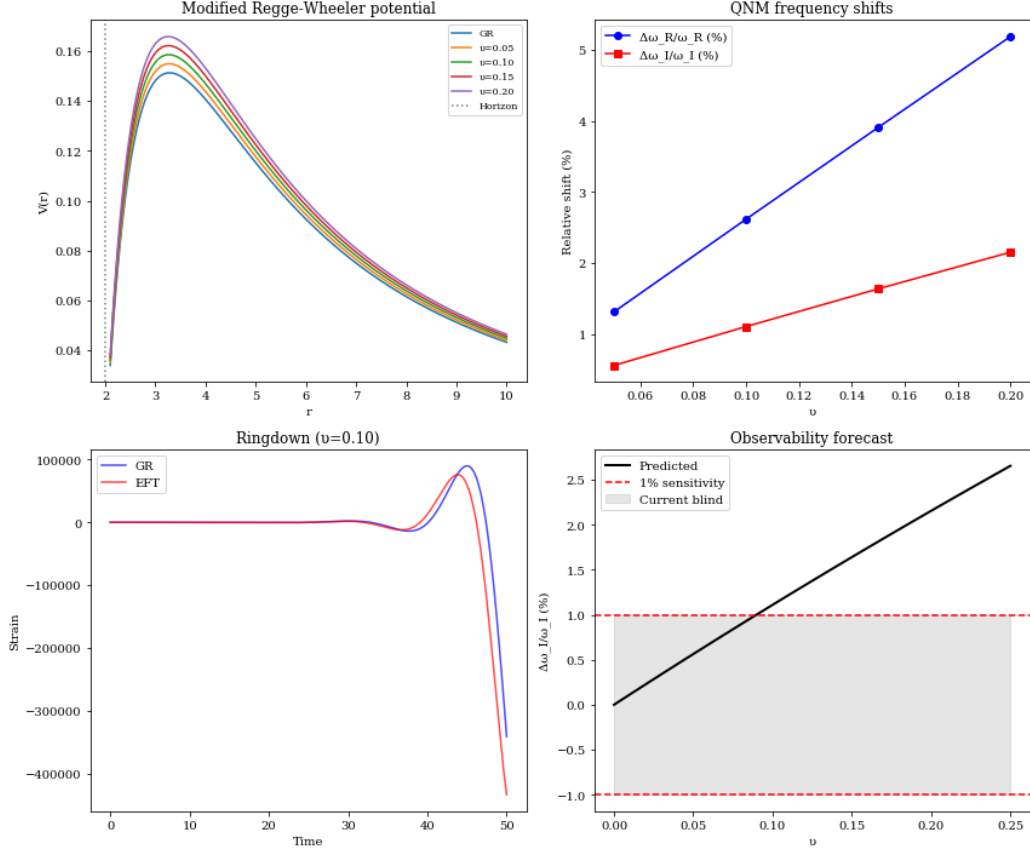 Modified Regge-Wheeler potential
V(r)
0.16
0.14
0.12
0.10
0.08
0.06
0.04
GR
υ=0.05
υ=0.10
υ=0.15
υ=0.20
Horizon
2 3 4 5 6 7 8 9 10
r
QNM frequency shifts
Relative shift (%)
5
4
3
2
1
Δω_R/ω_R (%)
Δω_I/ω_I (%)
0.06 0.08 0.10 0.12 0.14 0.16 0.18 0.20
υ
Ringdown (υ=0.10)
Strain
100000
0
−100000
−200000
−300000
−400000
GR
EFT
0 10 20 30 40 50
Time
Observability forecast
Δω_I/ω_I (%)
2.5
2.0
1.5
1.0
0.5
0.0
−0.5
−1.0
Predicted
1% sensitivity
Current blind
0.00 0.05 0.10 0.15 0.20 0.25
υ